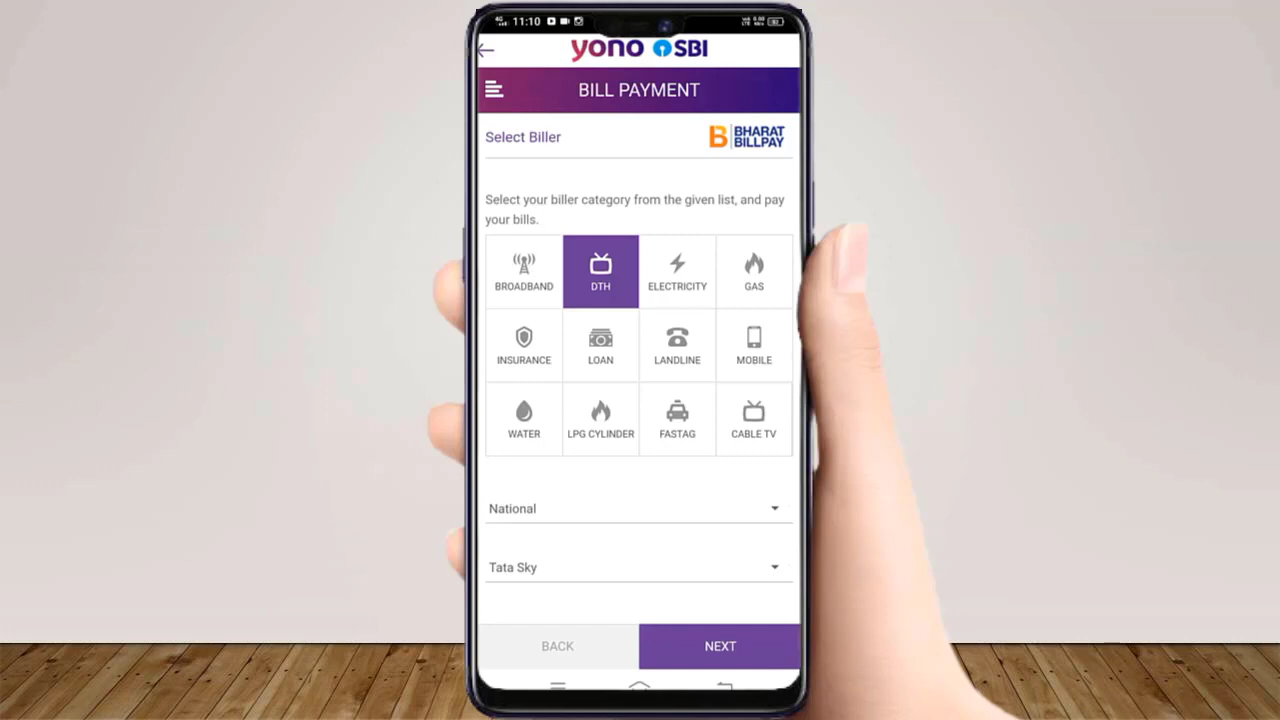 4G 11:10
yono SBI
BILL PAYMENT
Select Biller
B BHARAT
BILLPAY
Select your biller category from the given list, and pay
your bills.
BROADBAND DTH ELECTRICITY GAS
INSURANCE LOAN LANDLINE MOBILE
WATER LPG CYLINDER FASTAG CABLE TV
National
Tata Sky
BACK NEXT